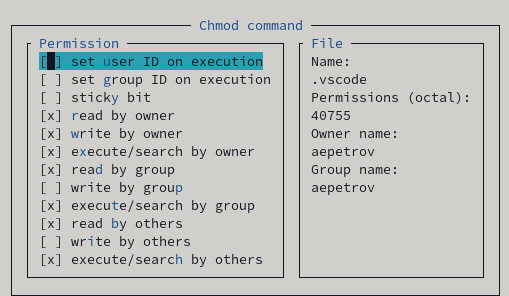 Chmod command
Permission
[ ] set user ID on execution
[ ] set group ID on execution
[ ] sticky bit
[x] read by owner
[x] write by owner
[x] execute/search by owner
[x] read by group
[ ] write by group
[x] execute/search by group
[x] read by others
[ ] write by others
[x] execute/search by others
File
Name:
.vscode
Permissions (octal):
40755
Owner name:
aepetrov
Group name:
aepetrov